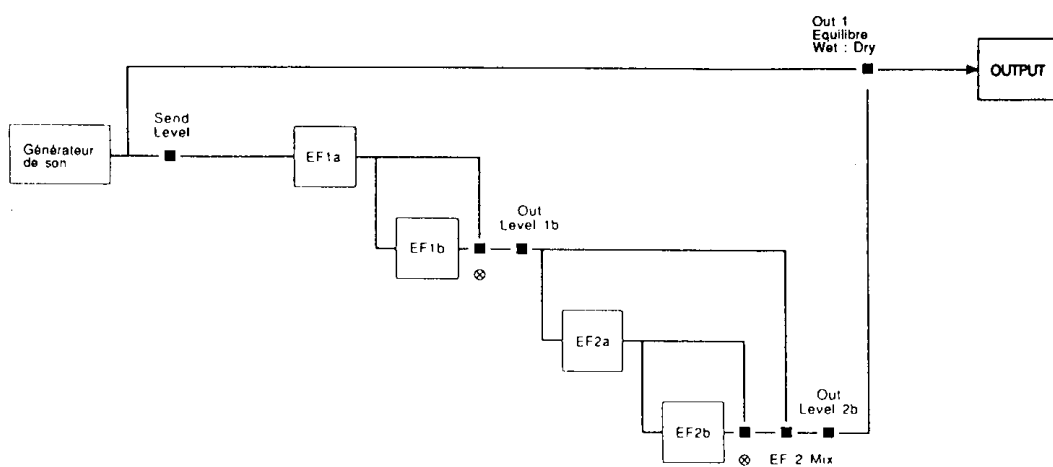 Out 1
Equilibre
Wet : Dry
OUTPUT
Send
Level
Générateur
de son
EF1a
Out
Level 1b
EF1b
EF2a
Out
Level 2b
EF2b
EF 2 Mix